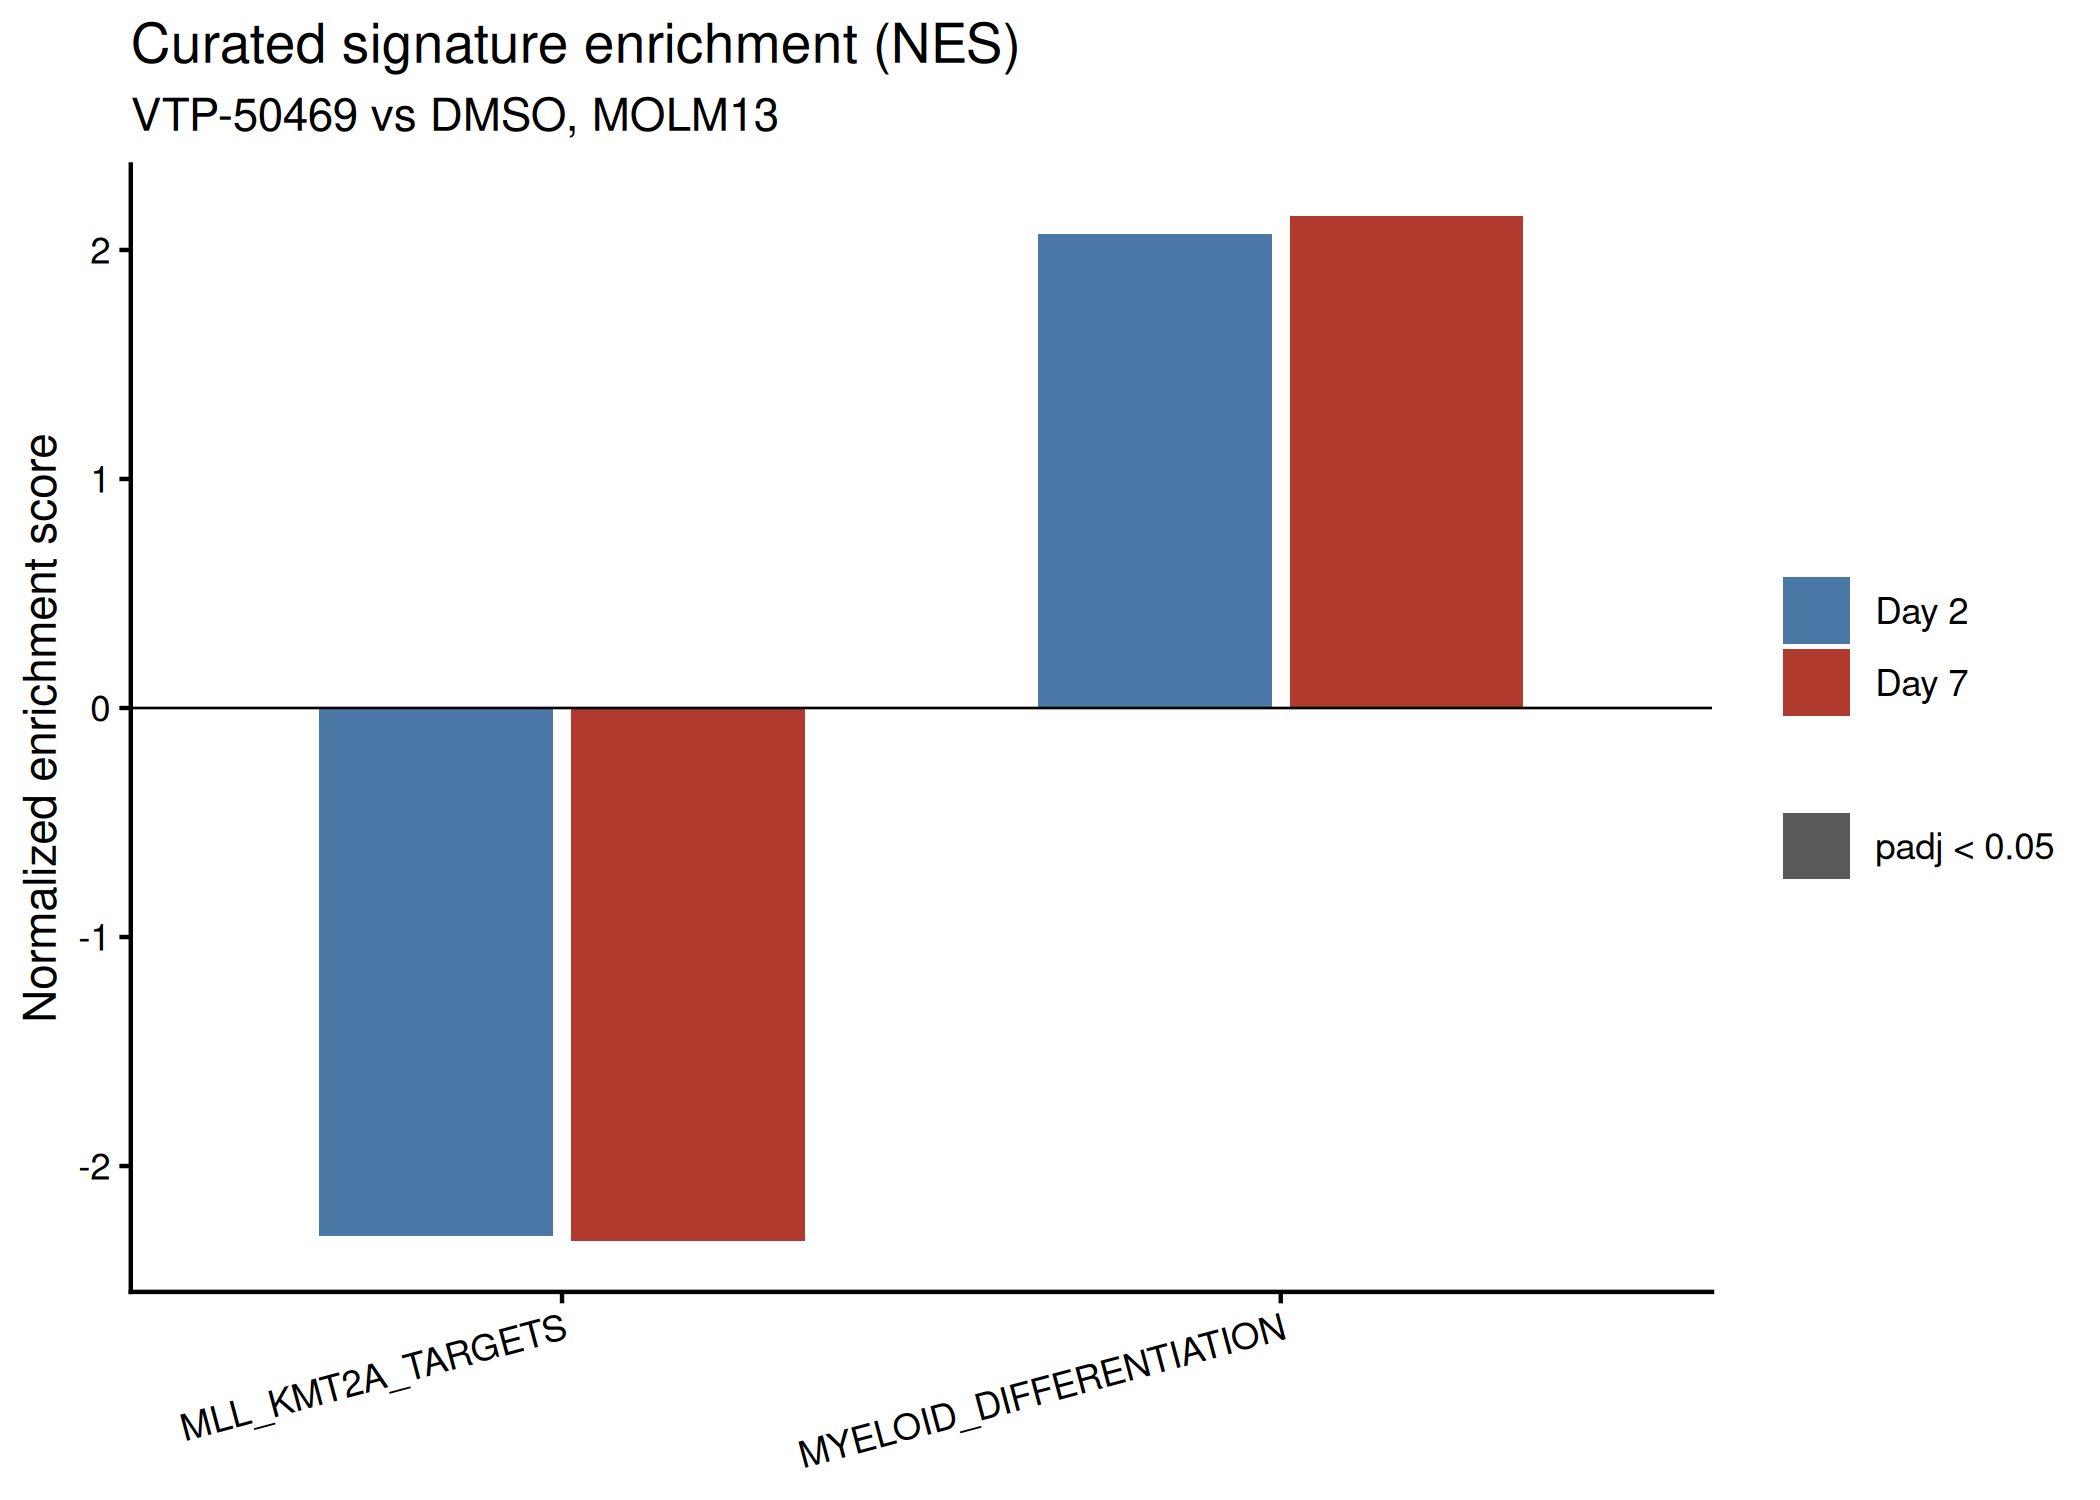 Curated signature enrichment (NES)
VTP-50469 vs DMSO, MOLM13
Normalized enrichment score
2
1
0
-1
-2
MLL_KMT2A_TARGETS
MYELOID_DIFFERENTIATION
Day 2
Day 7
padj < 0.05